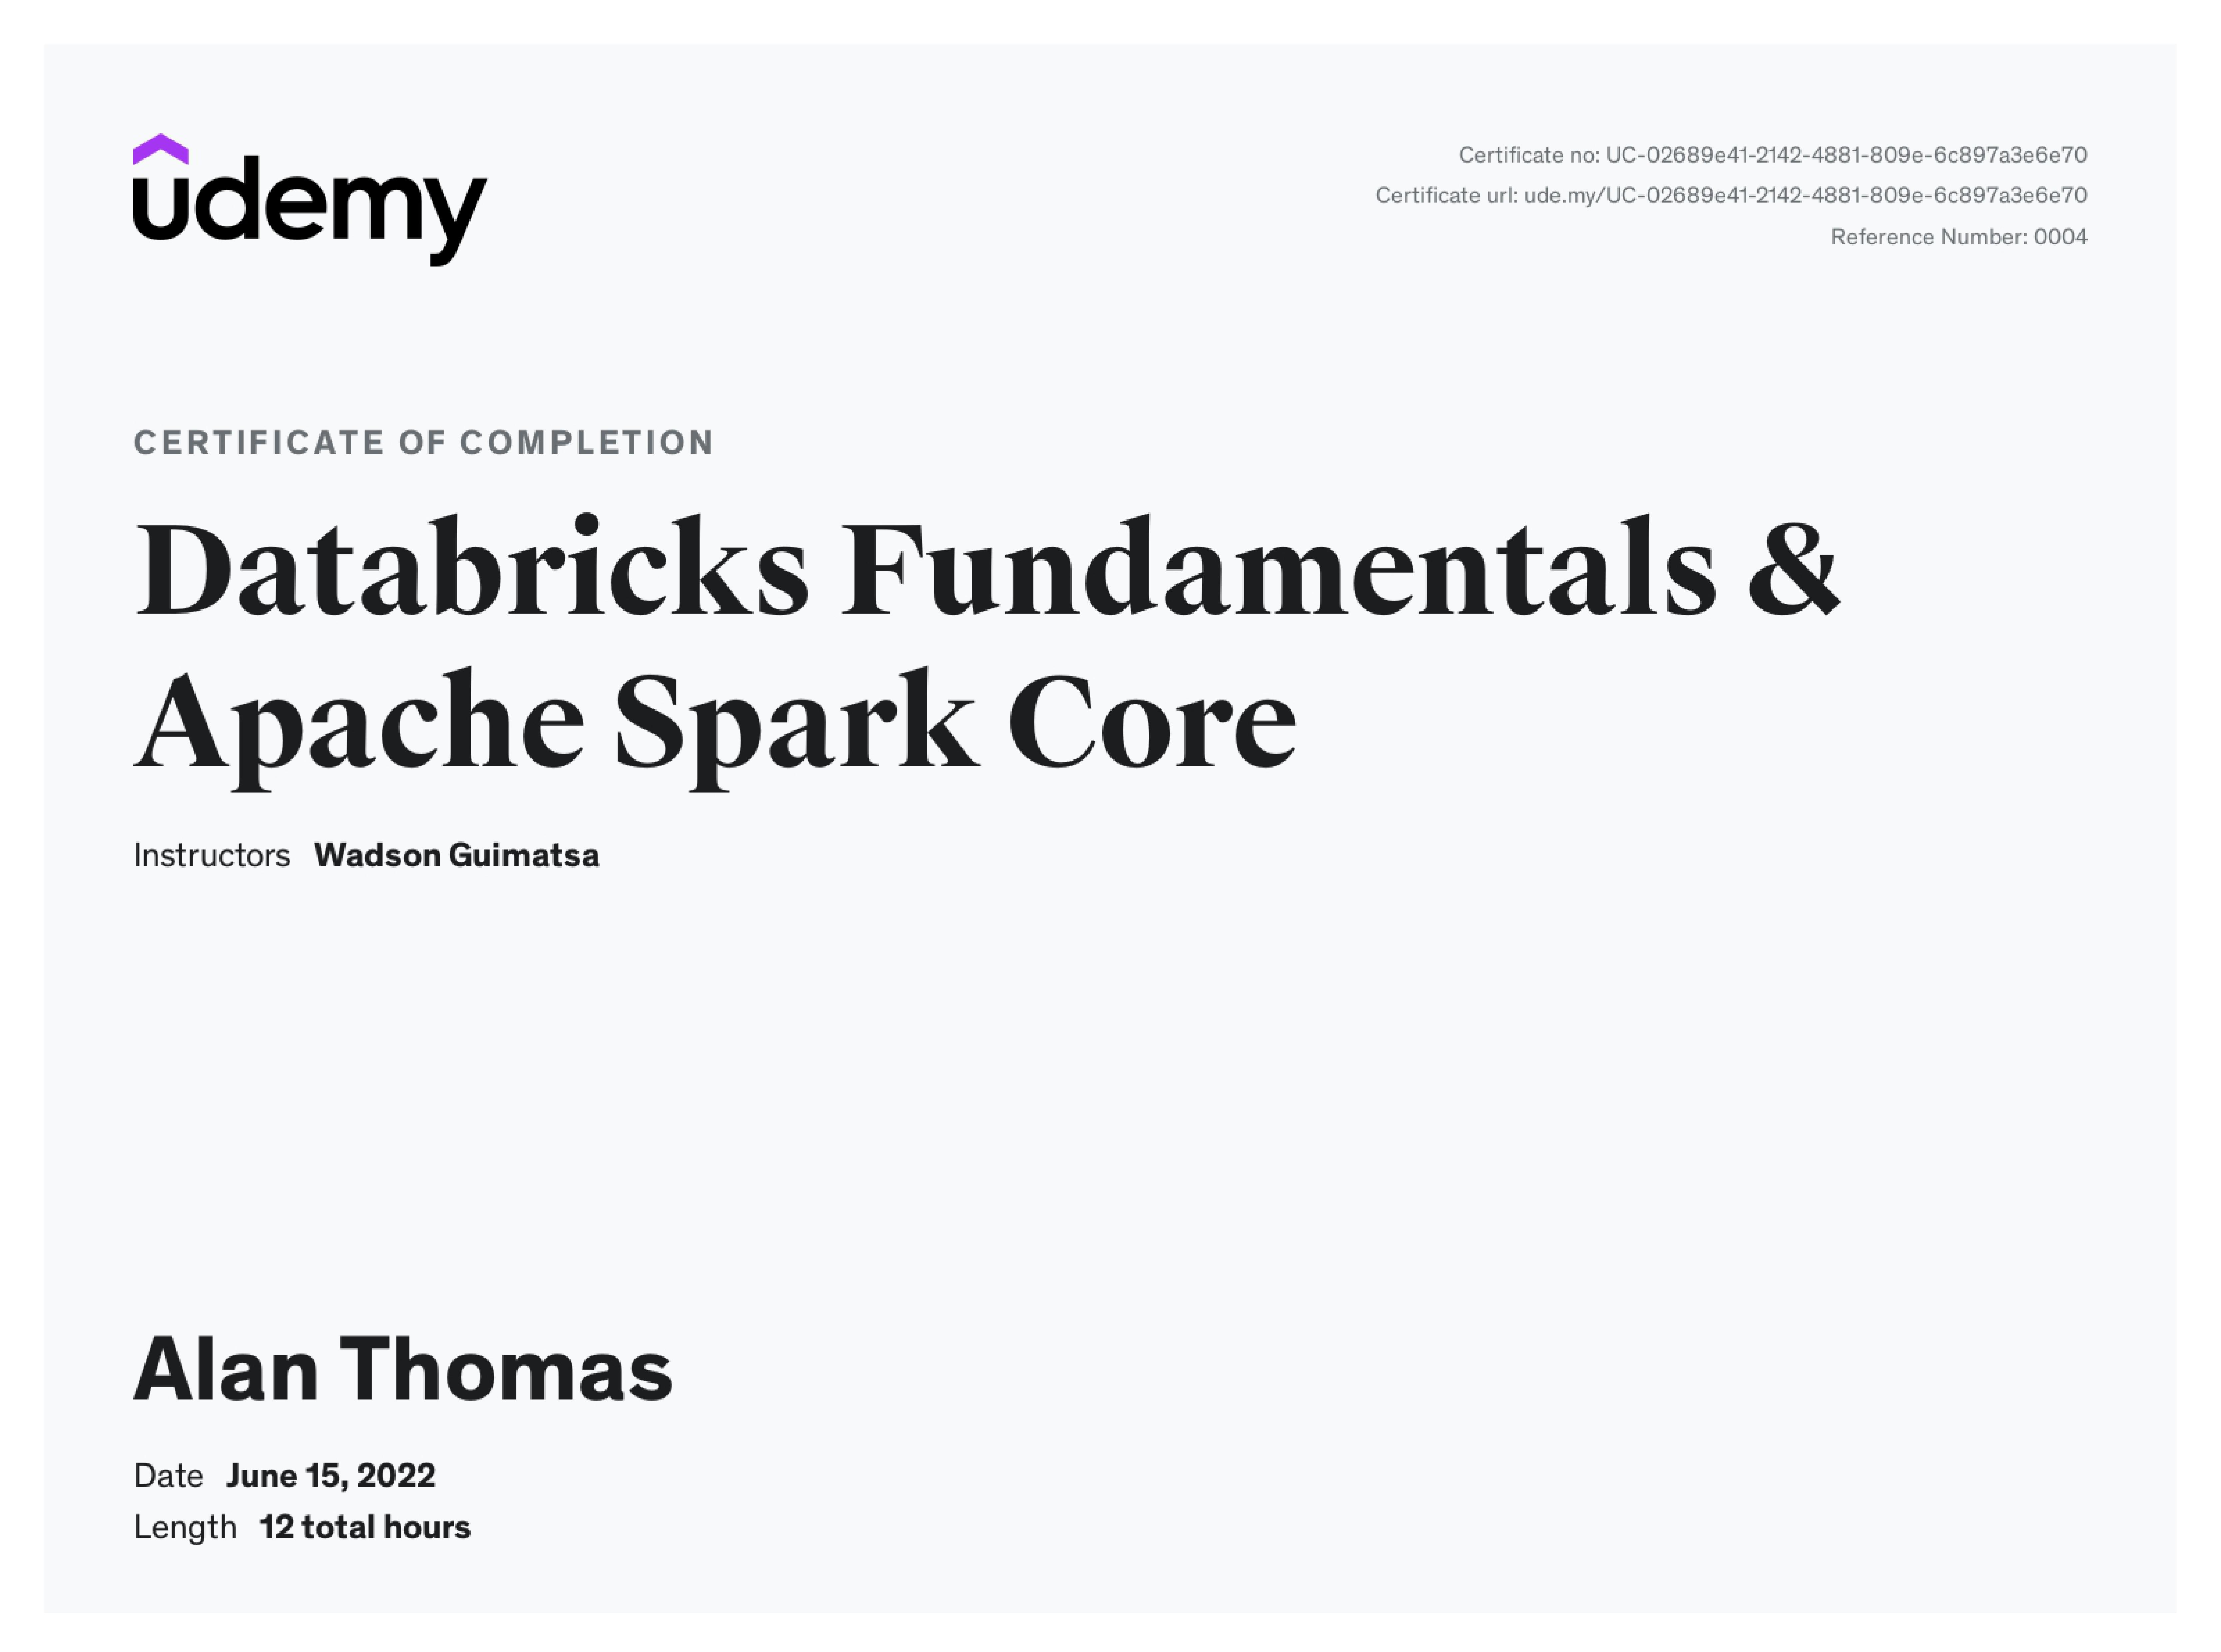 udemy
Certificate no: UC-02689e41-2142-4881-809e-6c897a3e6e70
Certificate url: ude.my/UC-02689e41-2142-4881-809e-6c897a3e6e70
Reference Number: 0004
CERTIFICATE OF COMPLETION
Databricks Fundamentals &
Apache Spark Core
Instructors Wadson Guimatsa
Alan Thomas
Date June 15, 2022
Length 12 total hours